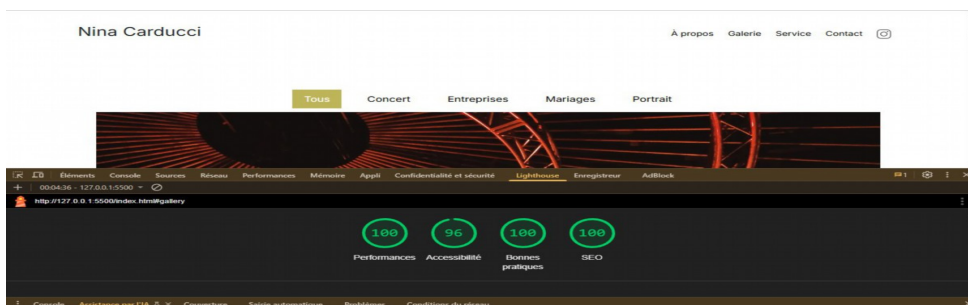 Nina Carducci
À propos Galerie Service Contact
Tous Concert Entreprises Mariages Portrait
Éléments Console Sources Réseau Performances Mémoire Appli Confidentialité et sécurité Lighthouse Enregistreur AdBlock 1
00:04:36 - 127.0.0.1:5500
http://127.0.0.1:5500/index.html#gallery
100 96 100 100
Performances Accessibilité Bonnes pratiques SEO
Console Assistance par l'IA Couverture Saisie automatique Problèmes Conditions du réseau